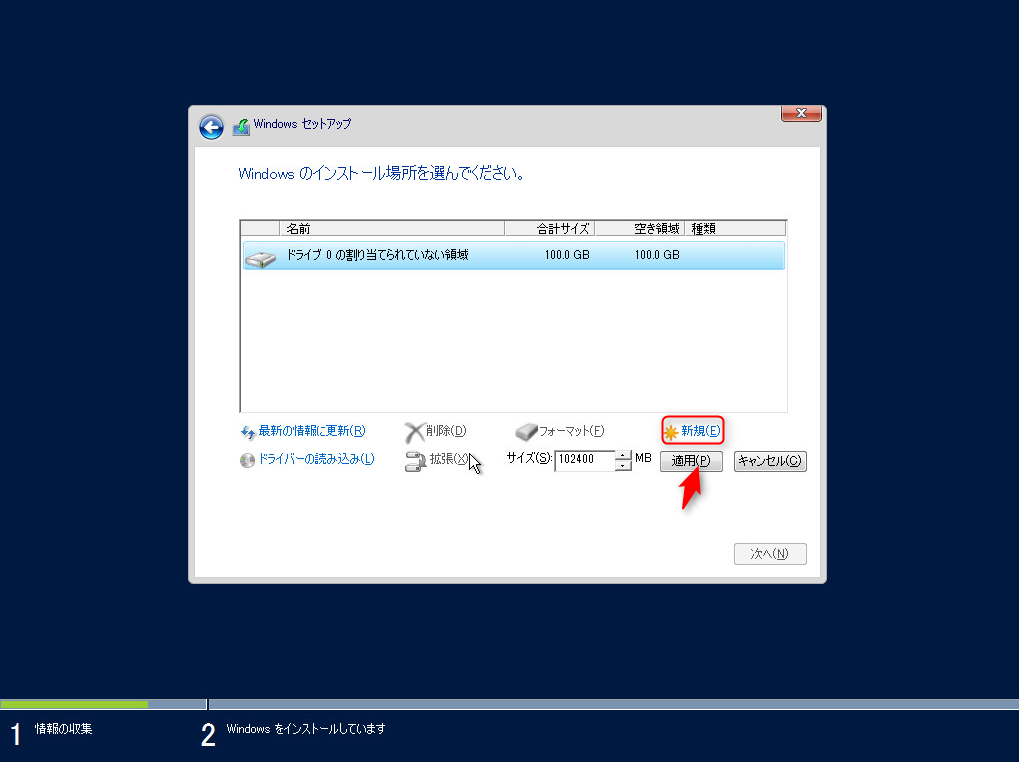 Windows セットアップ
Windows のインストール場所を選んでください。
名前 合計サイズ 空き領域 種類
ドライブ 0 の割り当てられていない領域 100.0 GB 100.0 GB
最新の情報に更新(R) 削除(D) フォーマット(F) 新規(E)
ドライバーの読み込み(L) 拡張(X) サイズ(S): 102400 MB 適用(P) キャンセル(C)
次へ(N)
1 情報の収集 2 Windows をインストールしています